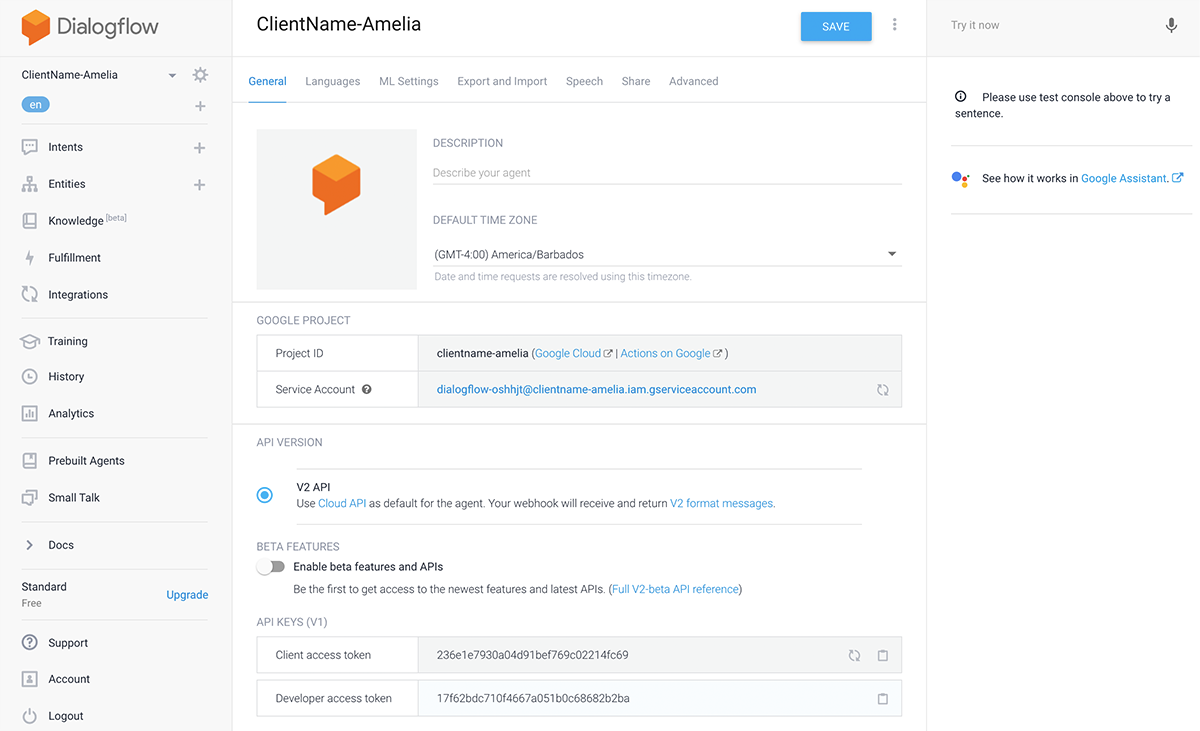 Dialogflow
ClientName-Amelia
en
Intents
Entities
Knowledge [beta]
Fulfillment
Integrations
Training
History
Analytics
Prebuilt Agents
Small Talk
Docs
Standard
Free
Upgrade
Support
Account
Logout
ClientName-Amelia
SAVE
General Languages ML Settings Export and Import Speech Share Advanced
DESCRIPTION
Describe your agent
DEFAULT TIME ZONE
(GMT-4:00) America/Barbados
Date and time requests are resolved using this timezone.
GOOGLE PROJECT
Project ID clientname-amelia (Google Cloud | Actions on Google )
Service Account dialogflow-oshhjt@clientname-amelia.iam.gserviceaccount.com
API VERSION
V2 API
Use Cloud API as default for the agent. Your webhook will receive and return V2 format messages.
BETA FEATURES
Enable beta features and APIs
Be the first to get access to the newest features and latest APIs. (Full V2-beta API reference)
API KEYS (V1)
Client access token 236e1e7930a04d91bef769c02214fc69
Developer access token 17f62bdc710f4667a051b0c68682b2ba
Try it now
Please use test console above to try a
sentence.
See how it works in Google Assistant.